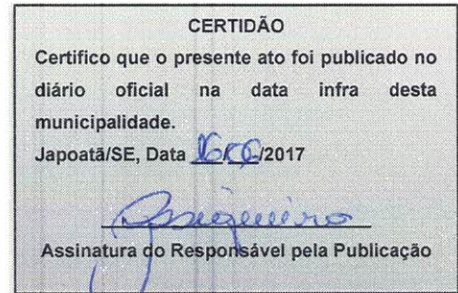 CERTIDÃO
Certifico que o presente ato foi publicado no
diário oficial na data infra desta
municipalidade.
Japoatã/SE, Data 16/ /2017
Assinatura do Responsável pela Publicação